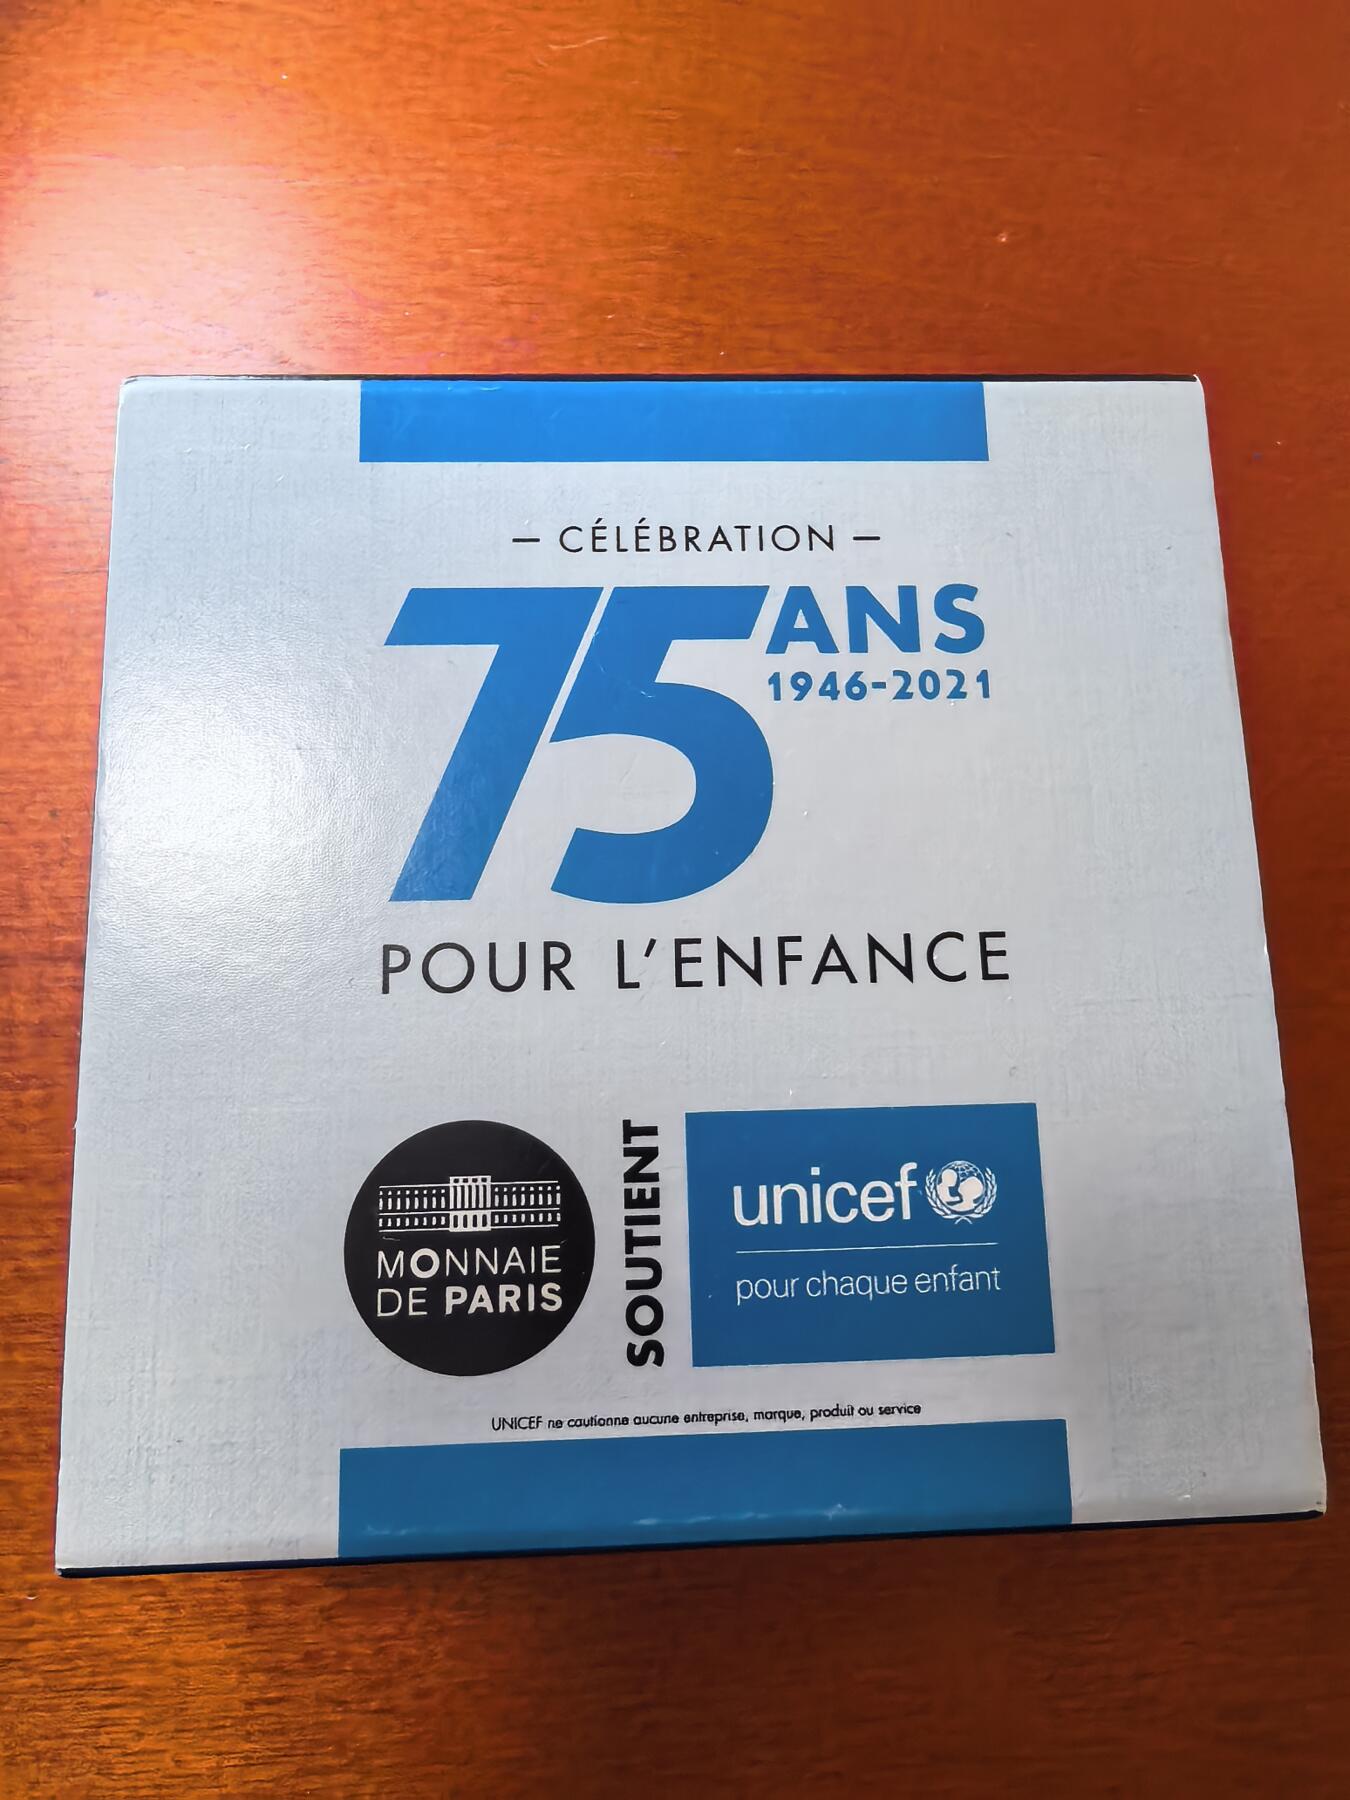 – CÉLÉBRATION –
75 ANS
1946-2021
POUR L'ENFANCE
MONNAIE
DE PARIS
SOUTIENT
unicef
pour chaque enfant
UNICEF ne cautionne aucune entreprise, marque, produit ou service